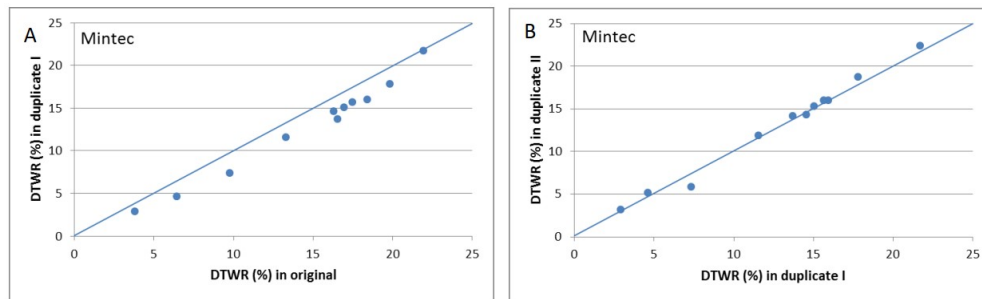 A
Mintec
25
20
15
10
5
0
DTWR (%) in duplicate I
0 5 10 15 20 25
DTWR (%) in original
B
Mintec
25
20
15
10
5
0
DTWR (%) in duplicate II
0 5 10 15 20 25
DTWR (%) in duplicate I